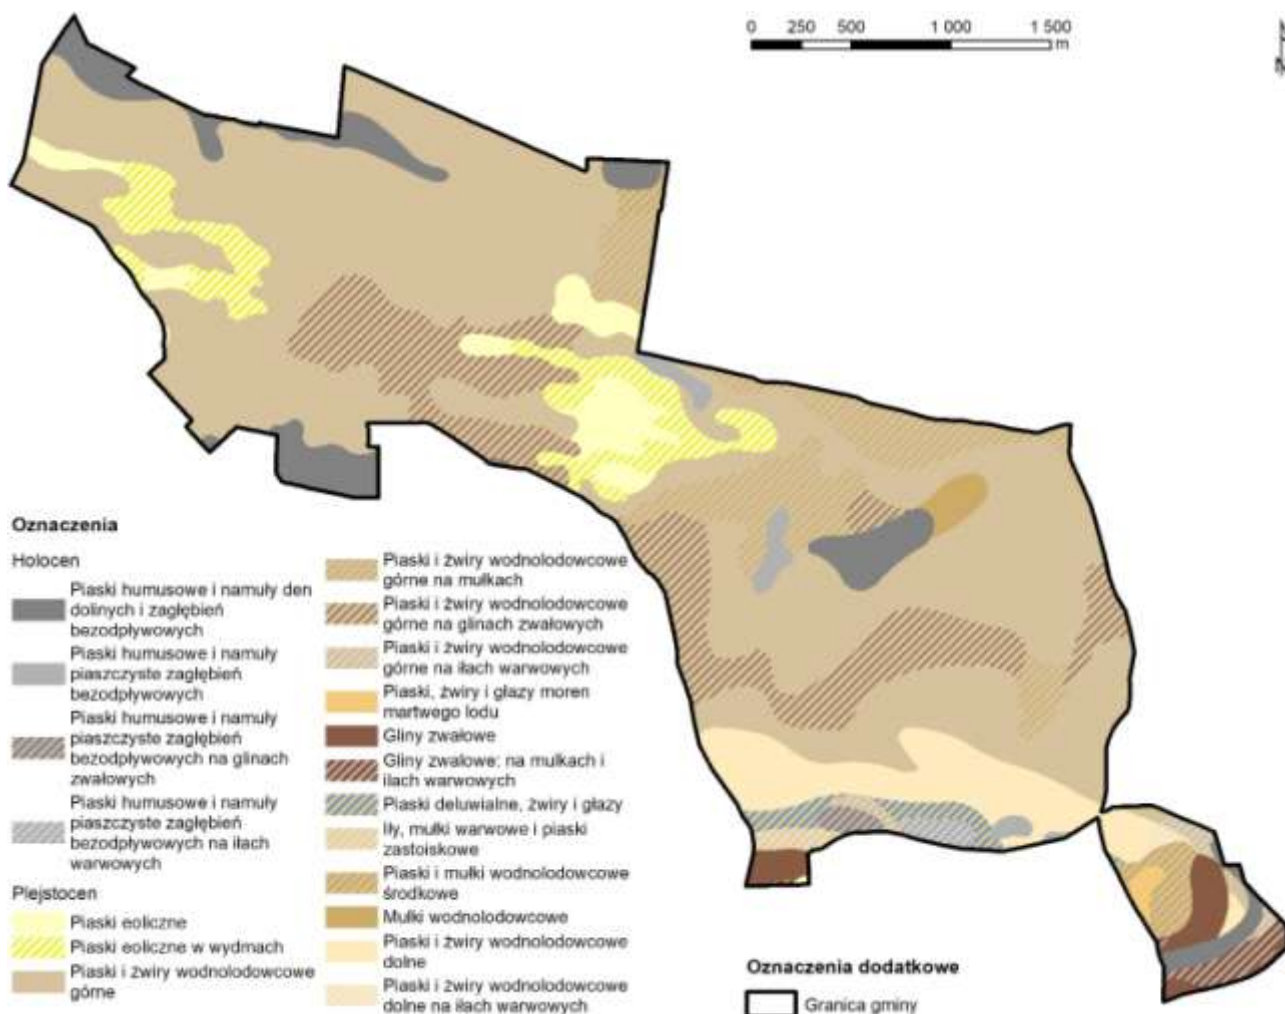 0 250 500 1 000 1 500
m
Oznaczenia
Holocen
Piaski humusowe i namuły den
dolinych i zagłębień
bezodpływowych
Piaski humusowe i namuły
piaszczyste zagłębień
bezodpływowych
Piaski humusowe i namuły
piaszczyste zagłębień
bezodpływowych na glinach
zwałowych
Piaski humusowe i namuły
piaszczyste zagłębień
bezodpływowych na iłach
warwowych
Plejstocen
Piaski eoliczne
Piaski eoliczne w wydmach
Piaski i żwiry wodnolodowcowe
górne
Piaski i żwiry wodnolodowcowe
górne na mułkach
Piaski i żwiry wodnolodowcowe
górne na glinach zwałowych
Piaski i żwiry wodnolodowcowe
górne na iłach warwowych
Piaski, żwiry i głazy moren
martwego lodu
Gliny zwałowe
Gliny zwałowe: na mułkach i
iłach warwowych
Piaski deluwialne, żwiry i głazy
Iły, mułki warwowe i piaski
zastoiskowe
Piaski i mułki wodnolodowcowe
środkowe
Mułki wodnolodowcowe
Piaski i żwiry wodnolodowcowe
dolne
Piaski i żwiry wodnolodowcowe
dolne na iłach warwowych
Oznaczenia dodatkowe
Granica gminy